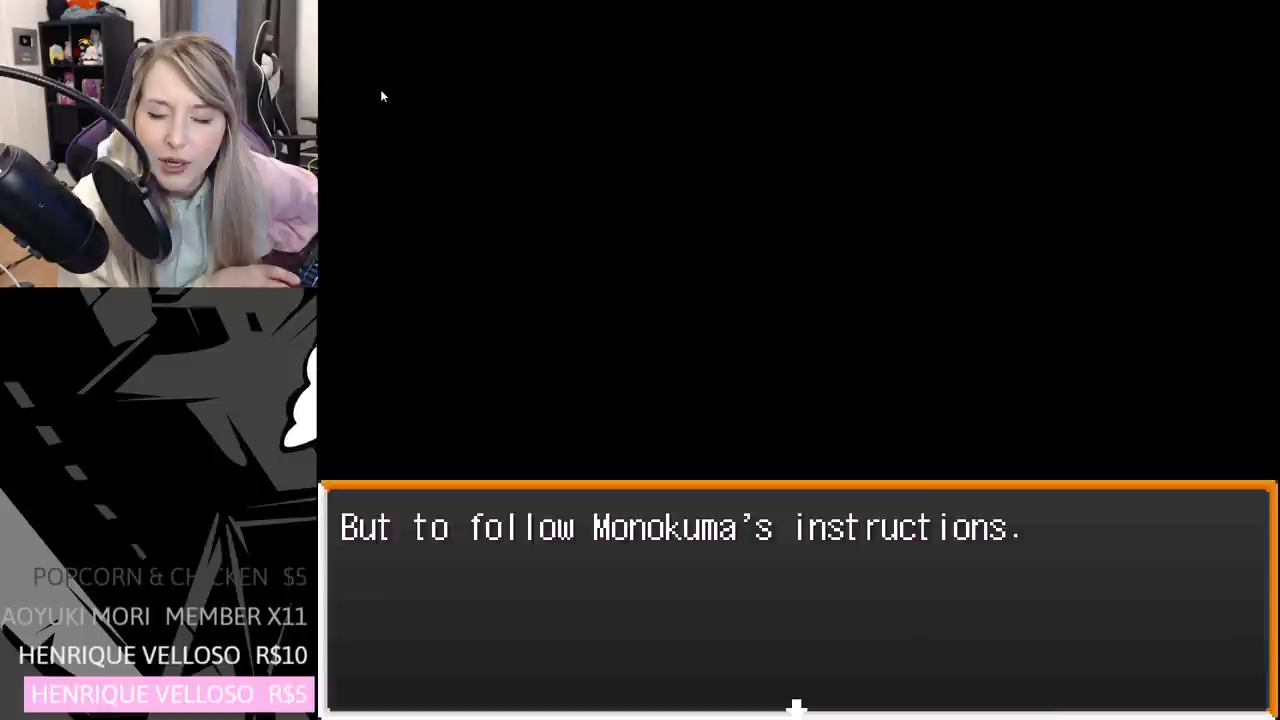 POPCORN & CHICKEN $5
AOYUKI MORI MEMBER X11
HENRIQUE VELLOSO R$10
HENRIQUE VELLOSO R$5
But to follow Monokuma's instructions.